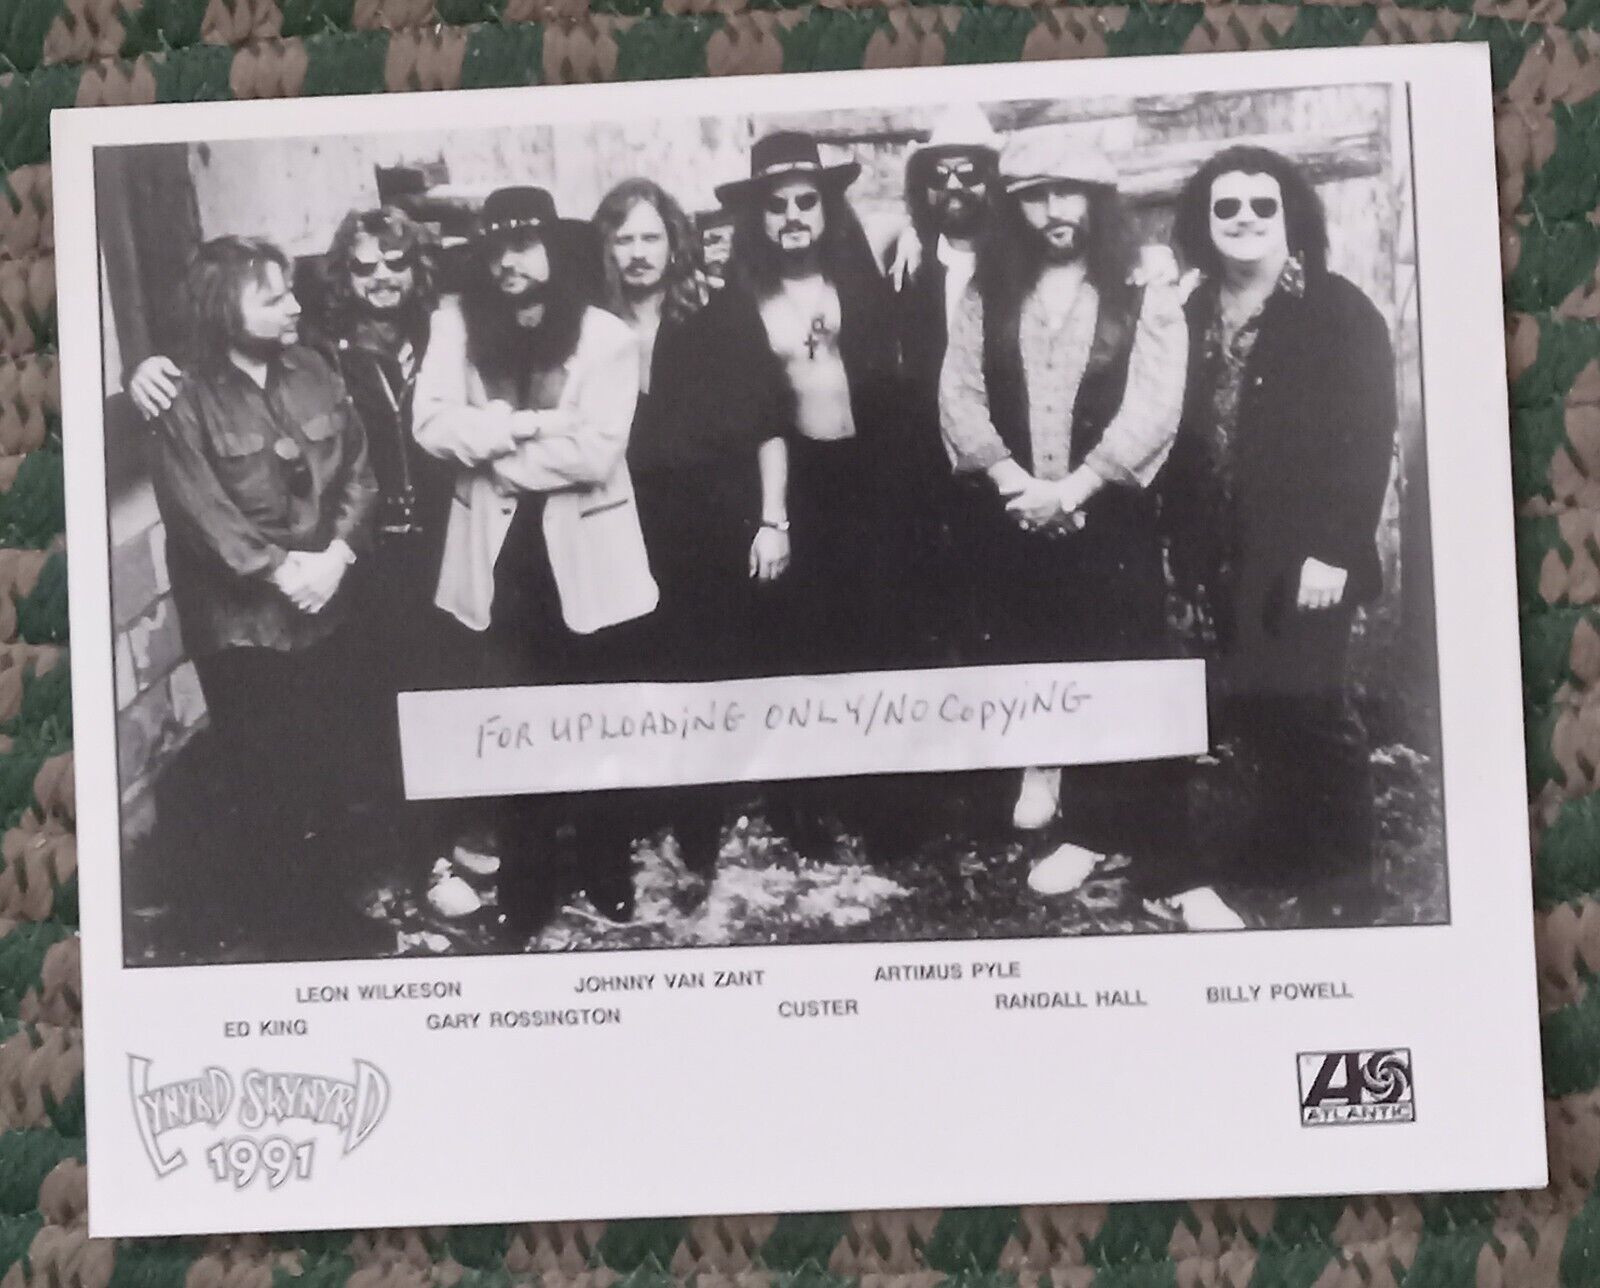 FOR UPLOADING ONLY/NO COPYING
LEON WILKESON JOHNNY VAN ZANT ARTIMUS PYLE
ED KING GARY ROSSINGTON CUSTER RANDALL HALL BILLY POWELL
LYNYRD SKYNYRD
1991
ATLANTIC